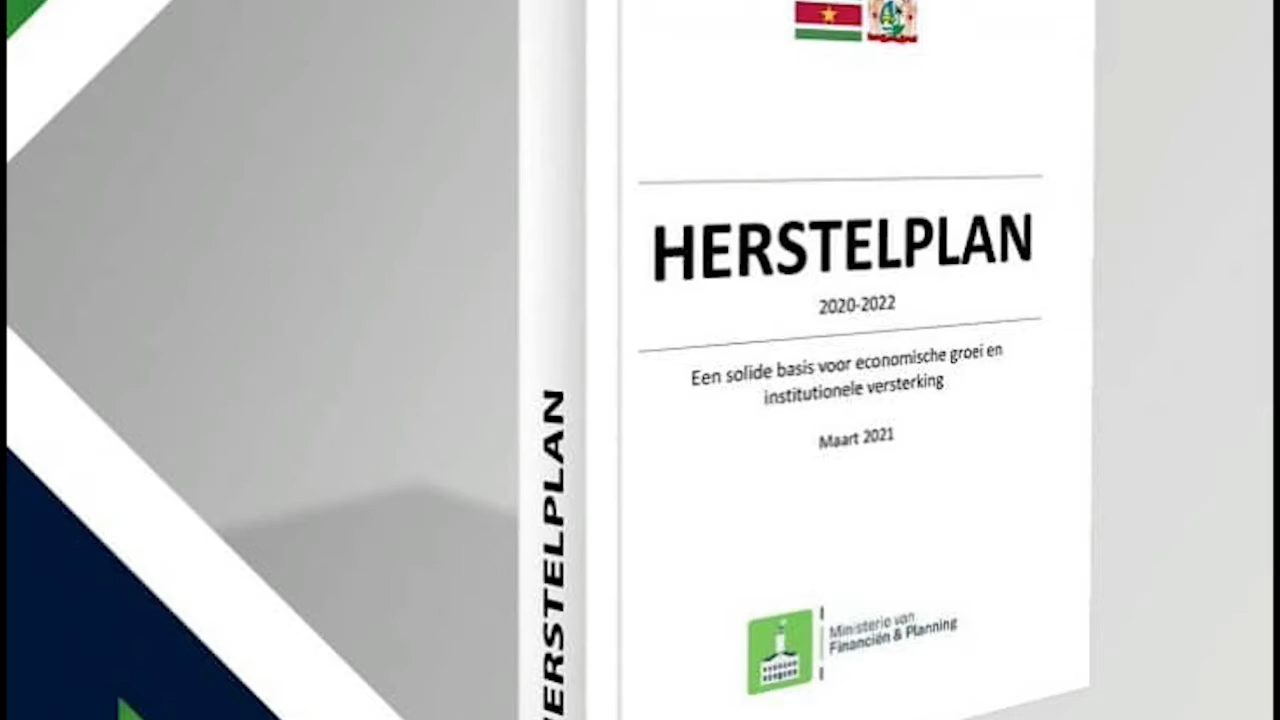 HERSTELPLAN
2020-2022
Een solide basis voor economische groei en
institutionele versterking
Maart 2021
Ministerie van
Financiën & Planning
HERSTELPLAN